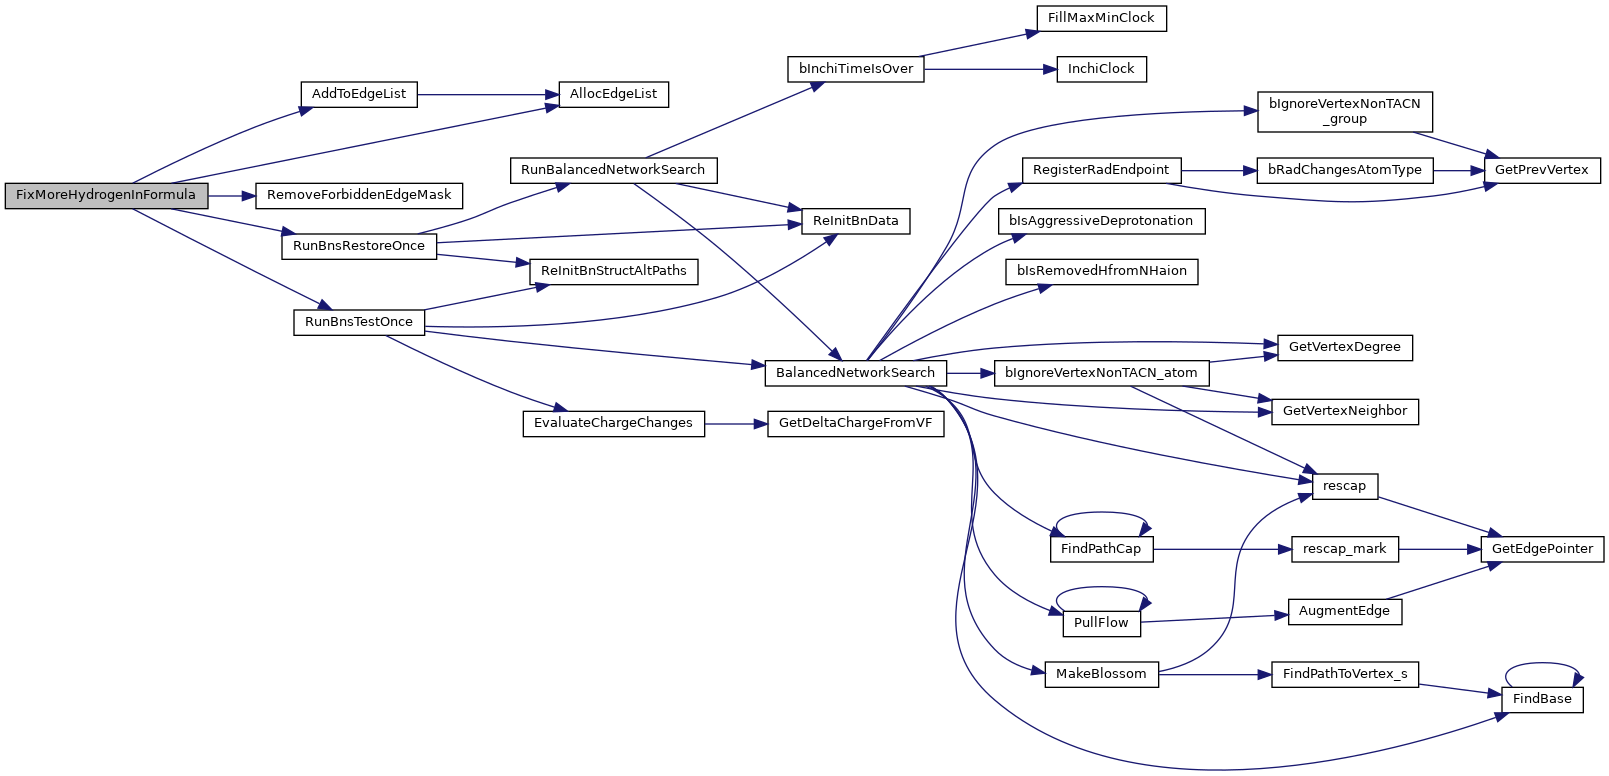 FixMoreHydrogenInFormula
AddToEdgeList
AllocEdgeList
RemoveForbiddenEdgeMask
RunBnsRestoreOnce
RunBnsTestOnce
RunBalancedNetworkSearch
ReInitBnData
ReInitBnStructAltPaths
EvaluateChargeChanges
GetDeltaChargeFromVF
bInchiTimeIsOver
FillMaxMinClock
InchiClock
BalancedNetworkSearch
bIgnoreVertexNonTACN
_group
RegisterRadEndpoint
bRadChangesAtomType
GetPrevVertex
bIsAggressiveDeprotonation
bIsRemovedHfromNHaion
GetVertexDegree
bIgnoreVertexNonTACN_atom
GetVertexNeighbor
rescap
FindPathCap
rescap_mark
GetEdgePointer
PullFlow
AugmentEdge
MakeBlossom
FindPathToVertex_s
FindBase